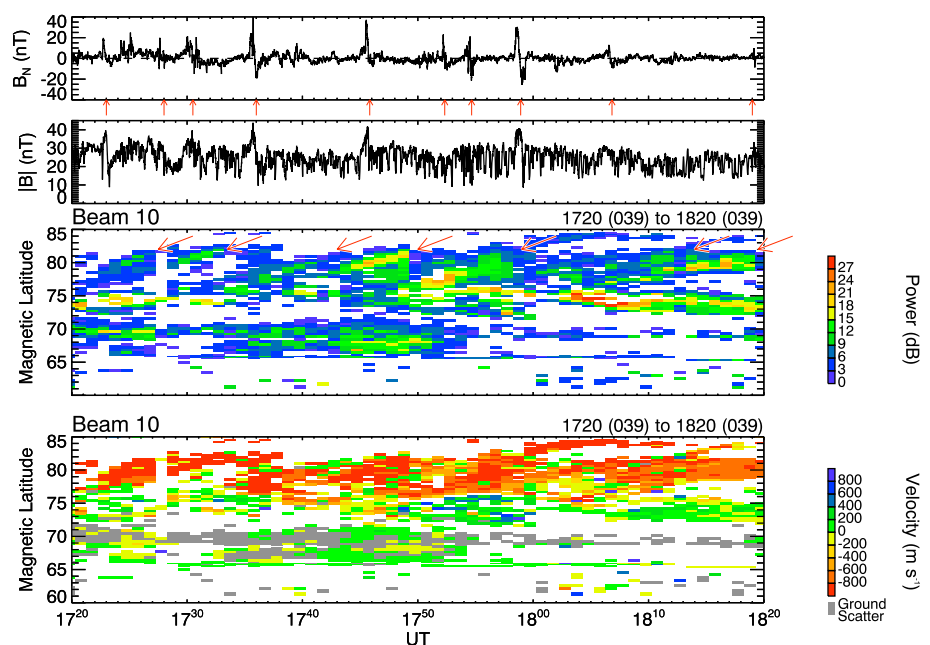 40
20
0
-20
-40
B_N (nT)
40
30
20
10
0
|B| (nT)
Beam 10
1720 (039) to 1820 (039)
85
80
75
70
65
Magnetic Latitude
27
24
21
18
15
12
9
6
3
0
Power (dB)
Beam 10
1720 (039) to 1820 (039)
85
80
75
70
65
60
Magnetic Latitude
800
600
400
200
0
-200
-400
-600
-800
Velocity (m s⁻¹)
Ground
Scatter
17²⁰ 17³⁰ 17⁴⁰ 17⁵⁰ 18⁰⁰ 18¹⁰ 18²⁰
UT